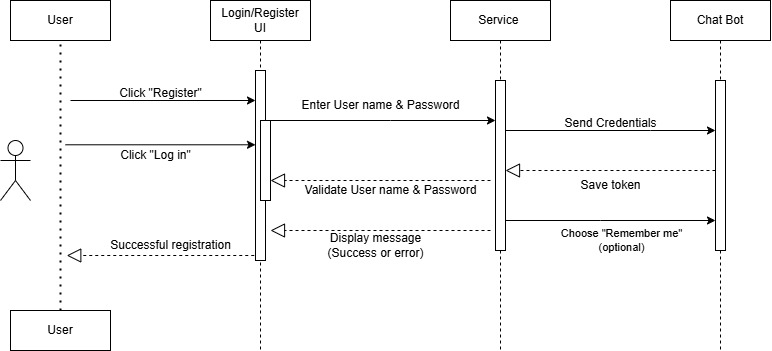 User
Login/Register
UI
Service
Chat Bot
Click "Register"
Enter User name & Password
Send Credentials
Click "Log in"
Validate User name & Password
Save token
Display message
(Success or error)
Choose "Remember me"
(optional)
Successful registration
User